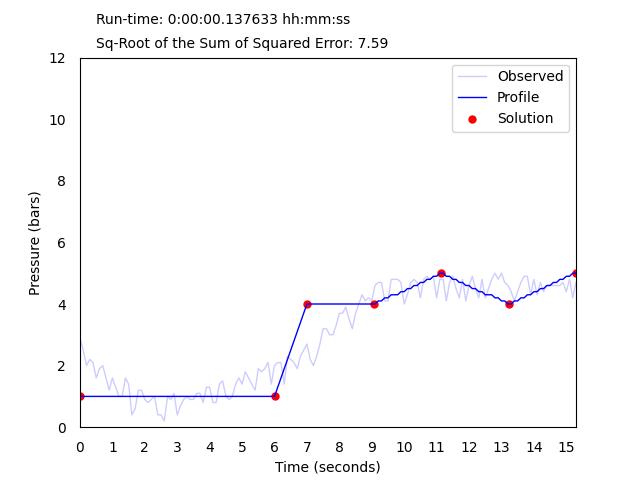 Run-time: 0:00:00.137633 hh:mm:ss
Sq-Root of the Sum of Squared Error: 7.59
Observed
Profile
Solution
12
10
8
6
4
2
0
Pressure (bars)
0 1 2 3 4 5 6 7 8 9 10 11 12 13 14 15
Time (seconds)